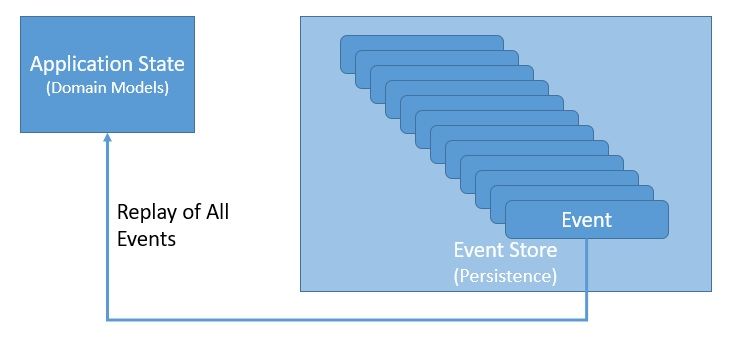 Application State
(Domain Models)
Replay of All
Events
Event
Event Store
(Persistence)